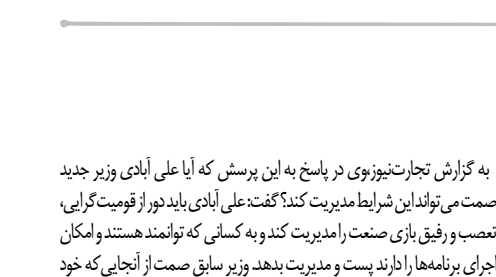 به گزارش تجارت‌نیوز،وی در پاسخ به این پرسش که آیا علی آبادی وزیر جدید
صمت می‌تواند این شرایط مدیریت کند؟ گفت: علی آبادی باید دور از قومیت گرایی،
تعصب و رفیق بازی صنعت را مدیریت کند و به کسانی که توانمند هستند و امکان
اجرای برنامه‌ها را دارند پست و مدیریت بدهد. وزیر سابق صمت از آنجایی که خود